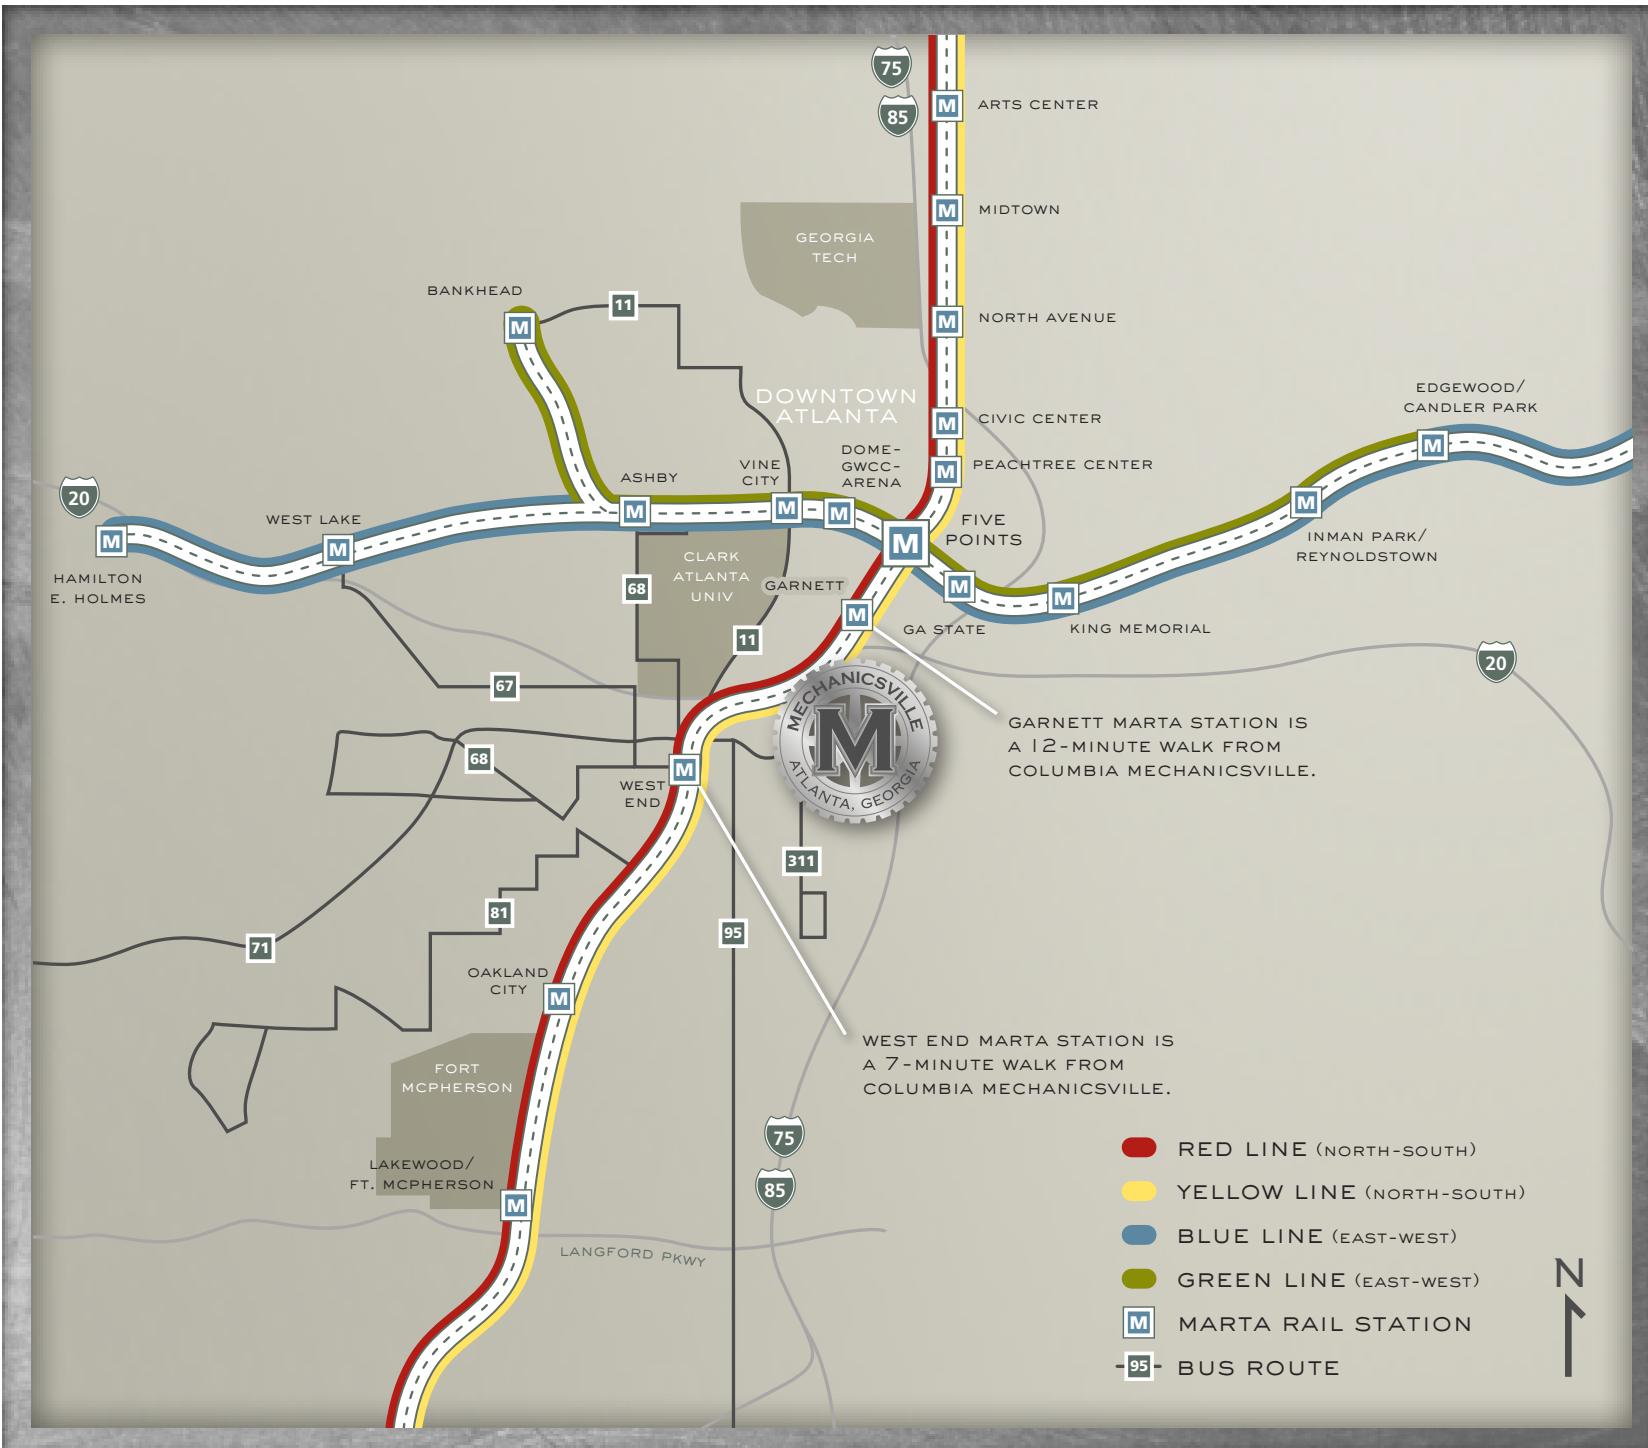 75
85
M ARTS CENTER
M MIDTOWN
GEORGIA
TECH
BANKHEAD
M
11
M NORTH AVENUE
DOWNTOWN
ATLANTA
M CIVIC CENTER
EDGEWOOD/
CANDLER PARK
M
DOME-
GWCC-
ARENA
M
M PEACHTREE CENTER
VINE
CITY
M
ASHBY
M
20
WEST LAKE
M
M
HAMILTON
E. HOLMES
FIVE
POINTS
M
M
INMAN PARK/
REYNOLDSTOWN
CLARK
ATLANTA
UNIV
68
GARNETT
M
M
GA STATE
M
KING MEMORIAL
11
20
67
MECHANICSVILLE
M
ATLANTA, GEORGIA
GARNETT MARTA STATION IS
A 12-MINUTE WALK FROM
COLUMBIA MECHANICSVILLE.
68
M
WEST
END
311
81
95
71
OAKLAND
CITY
M
WEST END MARTA STATION IS
A 7-MINUTE WALK FROM
COLUMBIA MECHANICSVILLE.
FORT
MCPHERSON
75
85
LAKEWOOD/
FT. MCPHERSON
M
LANGFORD PKWY
RED LINE (NORTH-SOUTH)
YELLOW LINE (NORTH-SOUTH)
BLUE LINE (EAST-WEST)
GREEN LINE (EAST-WEST)
M MARTA RAIL STATION
95 BUS ROUTE
N